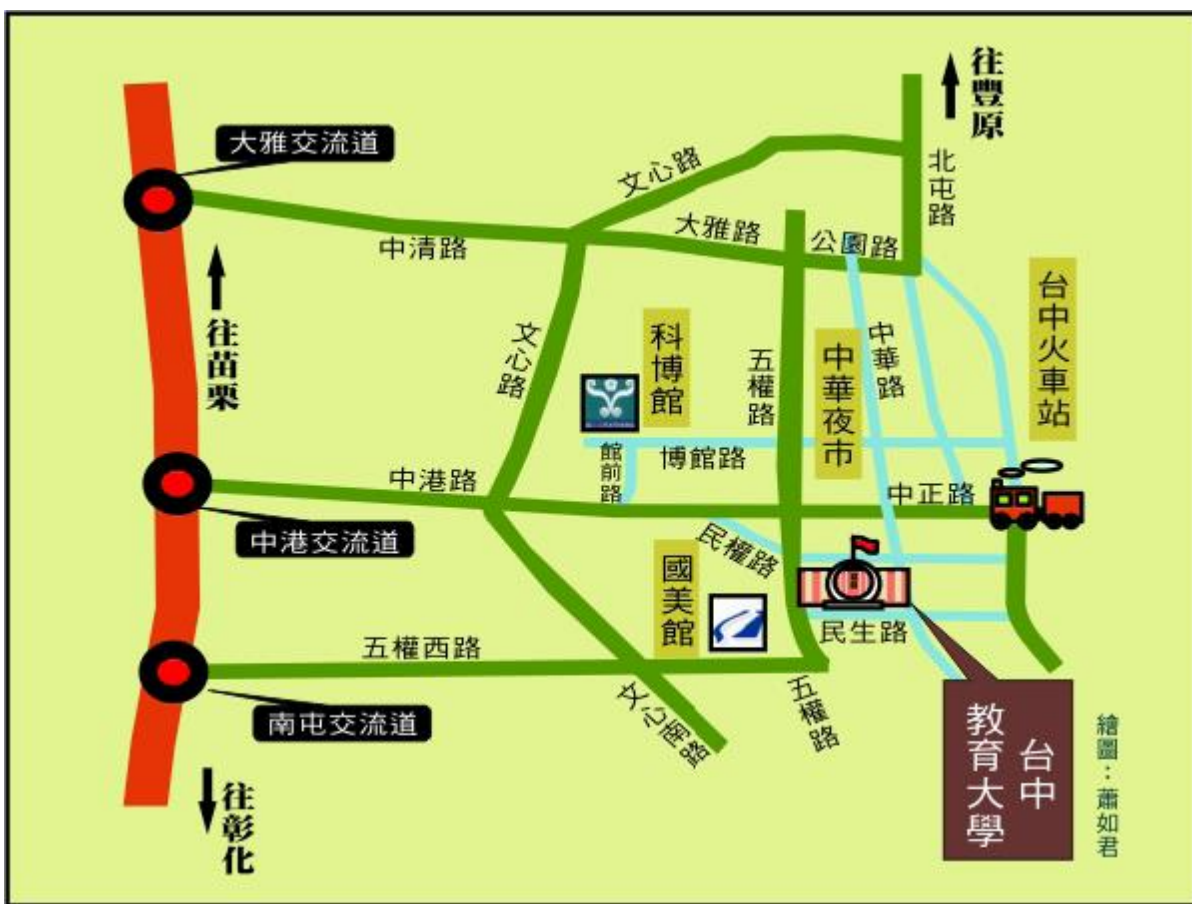 往豐原
大雅交流道
文心路
北屯路
大雅路
公園路
中清路
往苗栗
文心路
科博館
五權路
中華夜市
中華路
台中火車站
館前路
博館路
中港路
中正路
中港交流道
民權路
國美館
民生路
五權西路
南屯交流道
文心南路
五權路
台中
教育大學
往彰化
繪圖：蕭如君